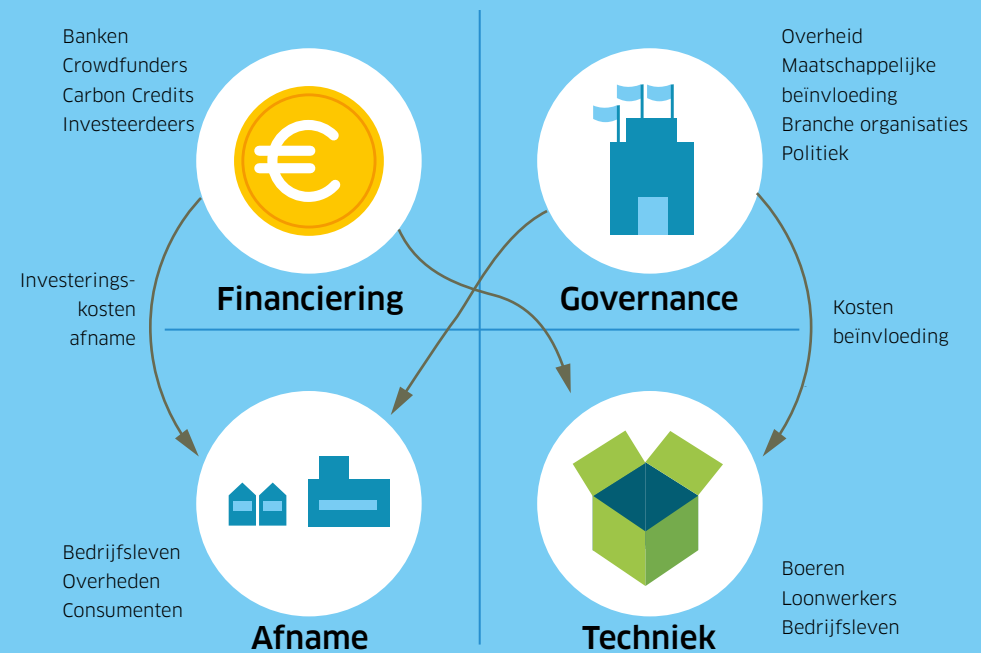 Banken
Crowdfunders
Carbon Credits
Investeerdeers
Financiering
Overheid
Maatschappelijke
beïnvloeding
Branche organisaties
Politiek
Governance
Investerings-
kosten
afname
Kosten
beïnvloeding
Bedrijfsleven
Overheden
Consumenten
Afname
Boeren
Loonwerkers
Bedrijfsleven
Techniek